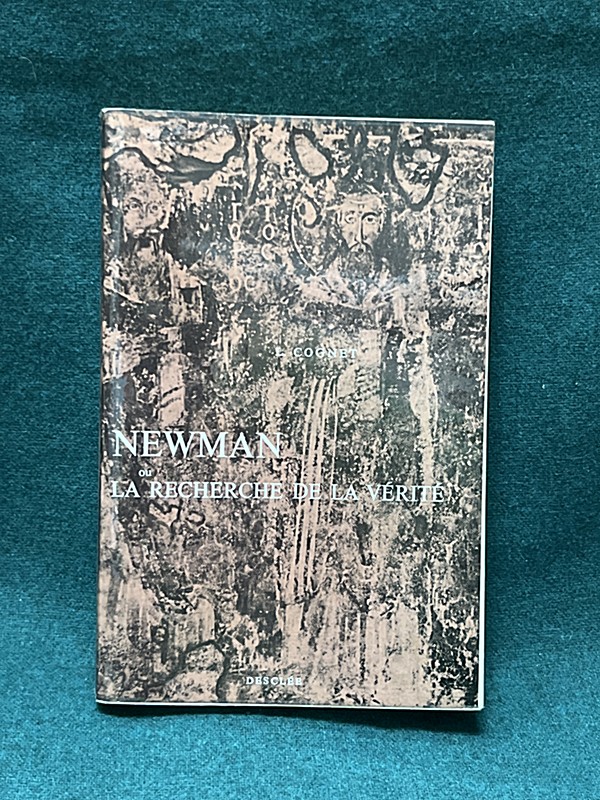 L. COGNET
NEWMAN
ou
LA RECHERCHE DE LA VÉRITÉ
DESCLÉE